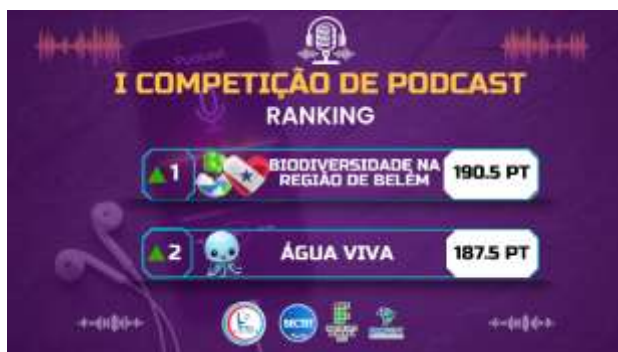 I COMPETIÇÃO DE PODCAST
RANKING
1
BIODIVERSIDADE NA
REGIÃO DE BELÉM
190.5 PT
2
ÁGUA VIVA
187.5 PT